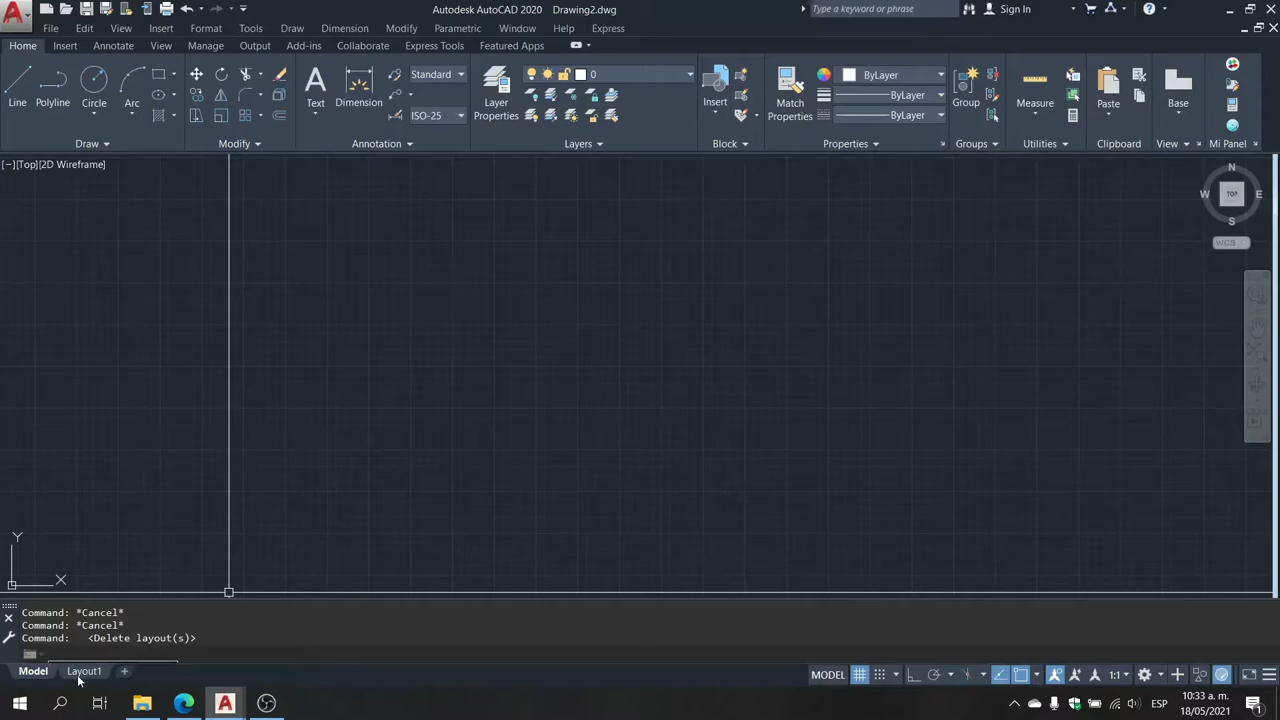 Autodesk AutoCAD 2020 Drawing2.dwg
Type a keyword or phrase
Sign In
File Edit View Insert Format Tools Draw Dimension Modify Parametric Window Help Express
Home Insert Annotate View Manage Output Add-ins Collaborate Express Tools Featured Apps
Standard
0
ByLayer
Line Polyline Circle Arc
Text Dimension
Layer
Properties
Insert
Match
Properties
ByLayer
Group
Measure
Paste
Base
ISO-25
ByLayer
Draw Modify Annotation Layers Block Properties Groups Utilities Clipboard View Mi Panel
[−][Top][2D Wireframe]
N
W TOP E
S
WCS
Y
X
Command: *Cancel*
Command: *Cancel*
Command: <Delete layout(s)>
Model Layout1 +
MODEL 1:1
ESP
10:33 a. m.
18/05/2021
1